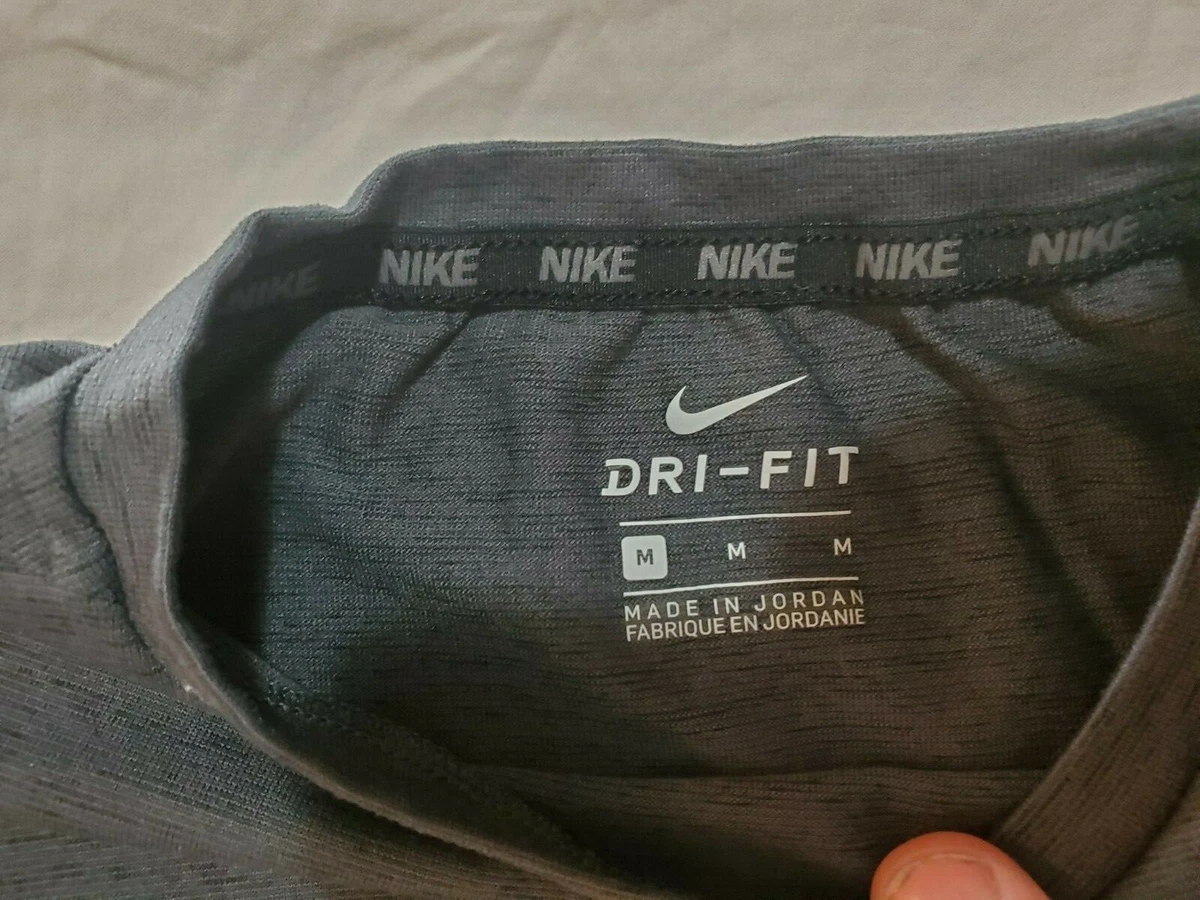 NIKE NIKE NIKE NIKE NIKE NIKE
DRI-FIT
M M M
MADE IN JORDAN
FABRIQUE EN JORDANIE